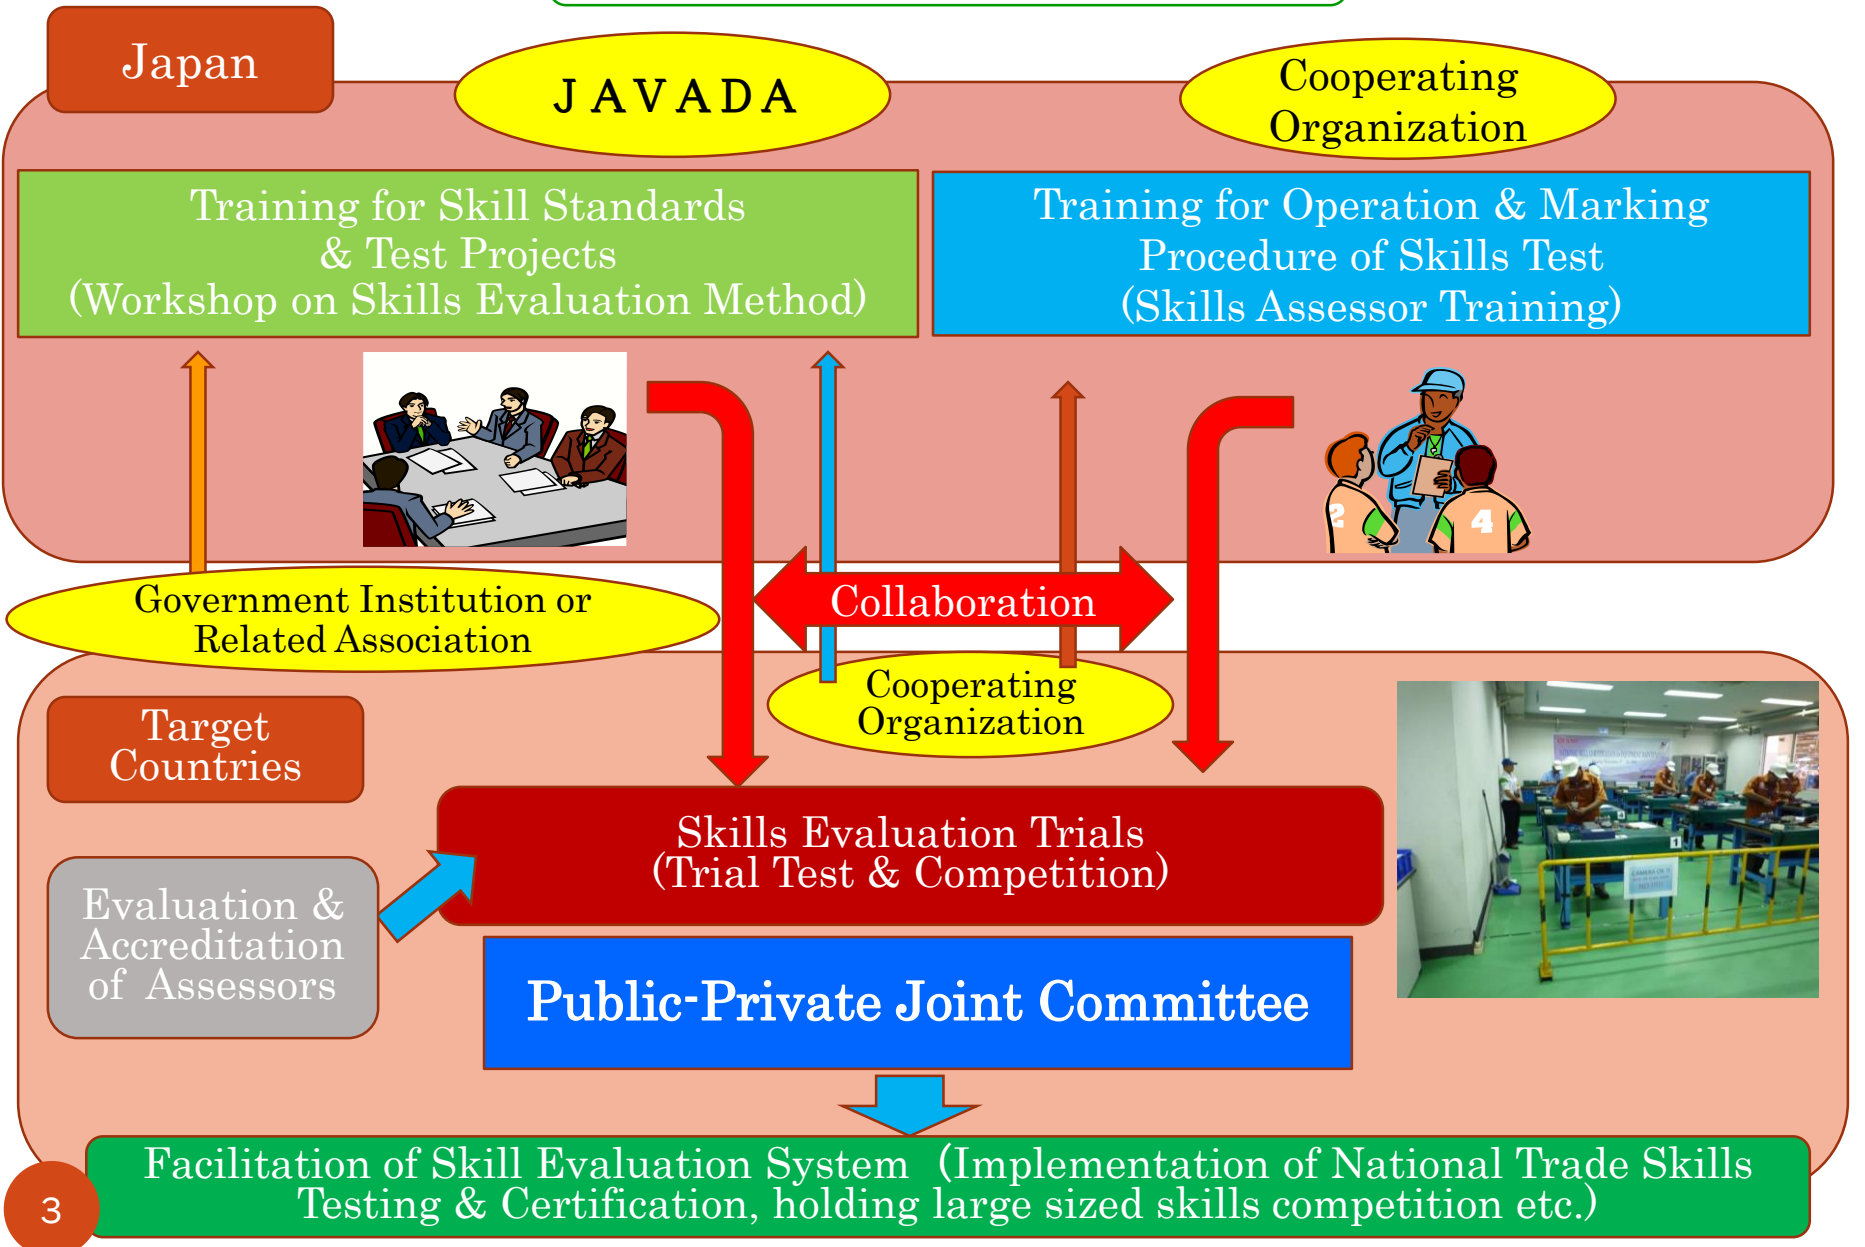 Japan
JAVADA
Cooperating
Organization
Training for Skill Standards
& Test Projects
(Workshop on Skills Evaluation Method)
Training for Operation & Marking
Procedure of Skills Test
(Skills Assessor Training)
2
4
Government Institution or
Related Association
Collaboration
Cooperating
Organization
Target
Countries
Skills Evaluation Trials
(Trial Test & Competition)
Evaluation &
Accreditation
of Assessors
1
Public-Private Joint Committee
Facilitation of Skill Evaluation System (Implementation of National Trade Skills
Testing & Certification, holding large sized skills competition etc.)
3